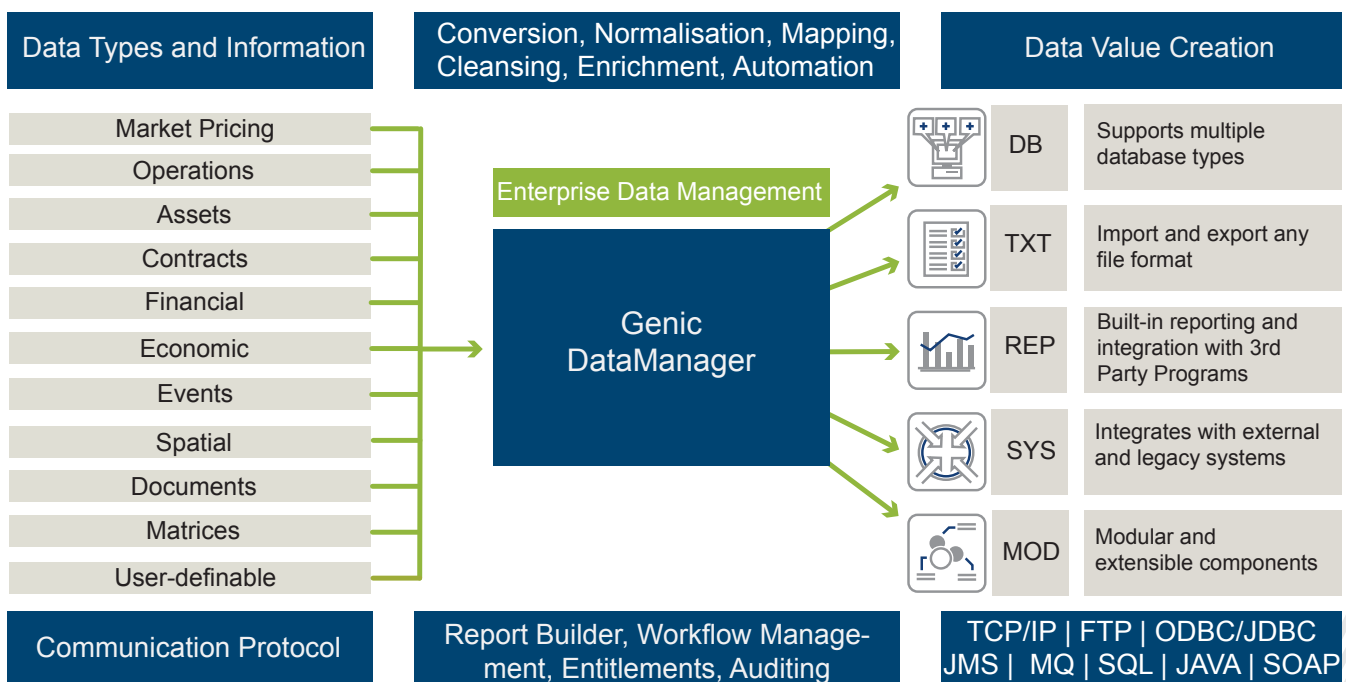 Data Types and Information
Conversion, Normalisation, Mapping,
Cleansing, Enrichment, Automation
Data Value Creation
Market Pricing
Operations
Assets
Contracts
Financial
Economic
Events
Spatial
Documents
Matrices
User-definable
Enterprise Data Management
Genic
DataManager
DB
Supports multiple
database types
TXT
Import and export any
file format
REP
Built-in reporting and
integration with 3rd
Party Programs
SYS
Integrates with external
and legacy systems
MOD
Modular and
extensible components
Communication Protocol
Report Builder, Workflow Manage-
ment, Entitlements, Auditing
TCP/IP | FTP | ODBC/JDBC
JMS | MQ | SQL | JAVA | SOAP